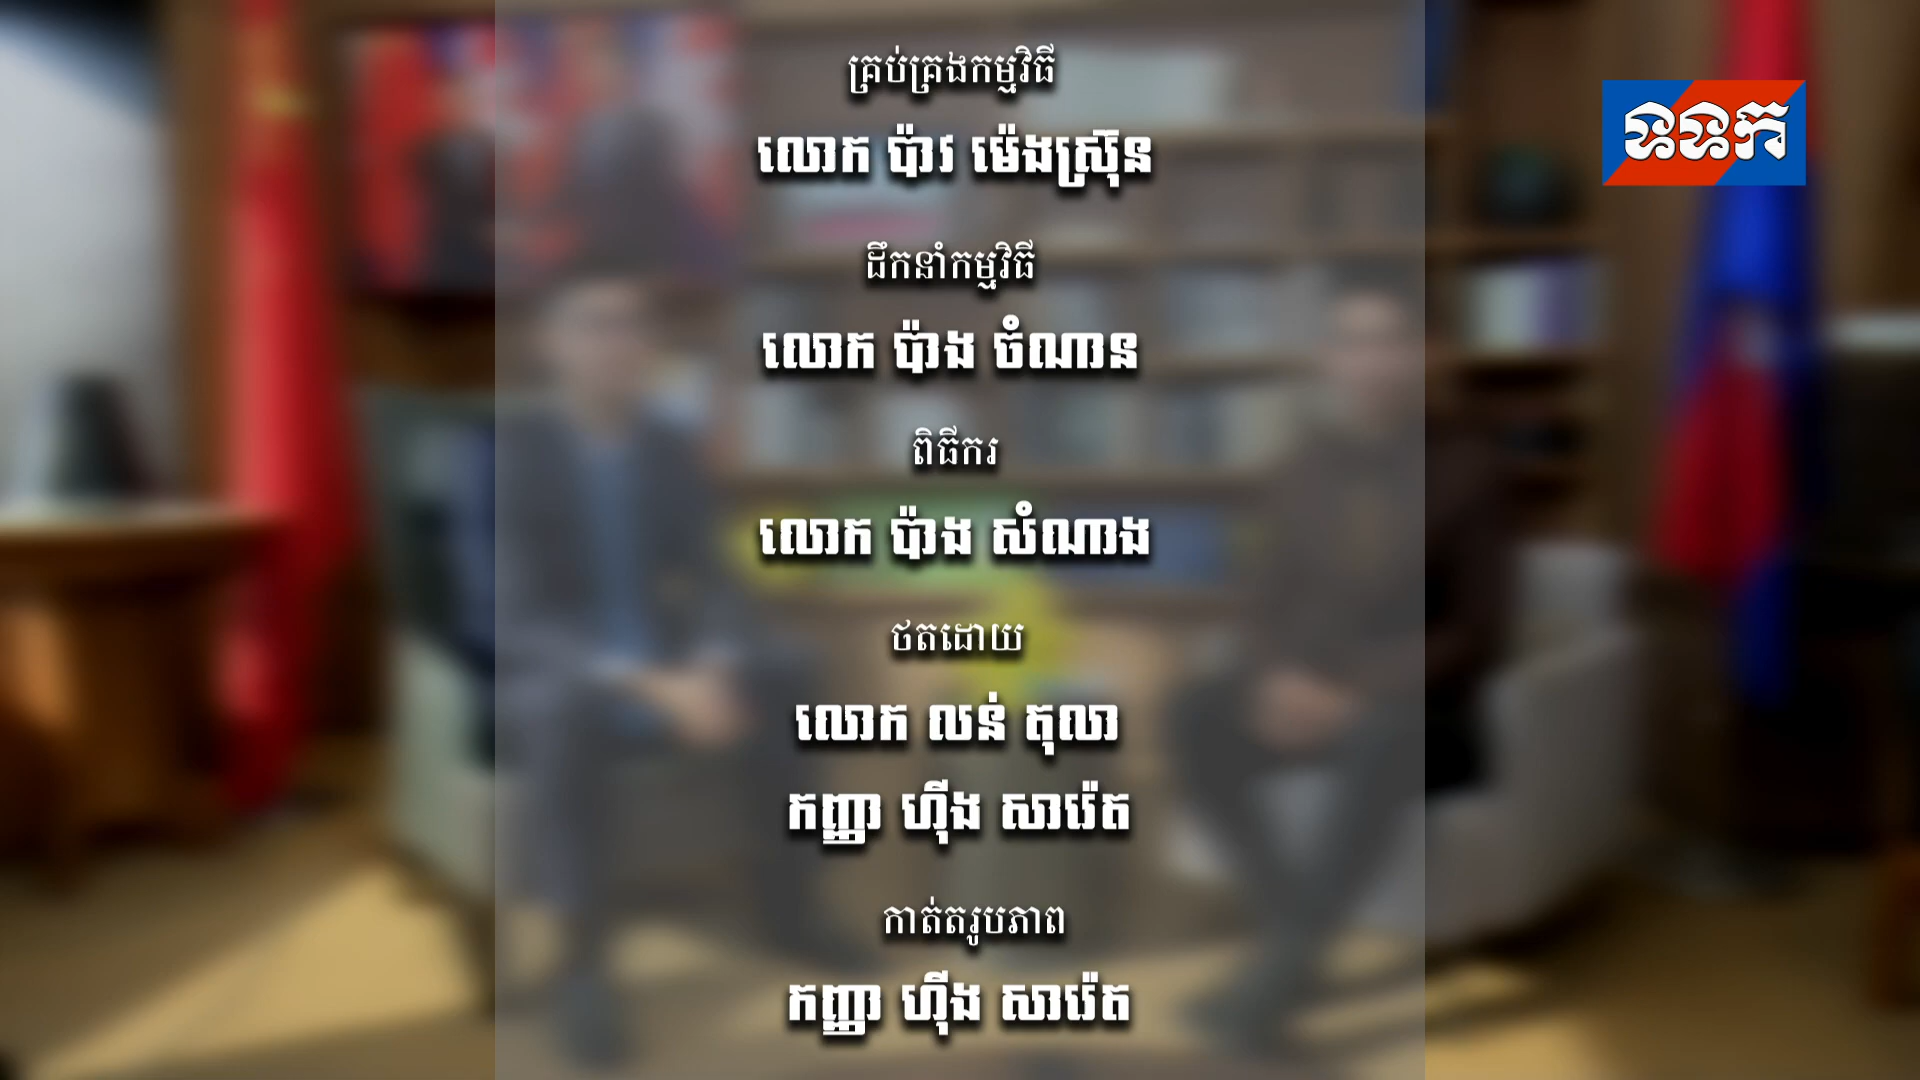 គ្រប់គ្រងកម្មវិធី
ទទក
លោក ប៉ាវ ម៉េងស្រ៊ុន
ដឹកនាំកម្មវិធី
លោក ប៉ាង ចំណាន
ពិធីករ
លោក ប៉ាង សំណាង
ថតដោយ
លោក លន់ តុលា
កញ្ញា ហ៊ីង សារ៉េត
កាត់តរូបភាព
កញ្ញា ហ៊ីង សារ៉េត